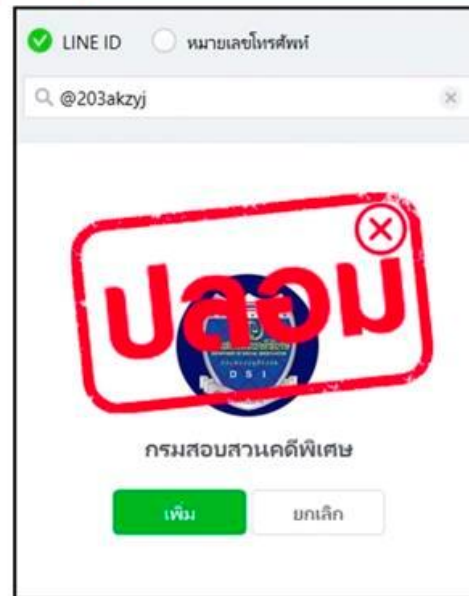 LINE ID หมายเลขโทรศัพท์
@203akzyj
ปลอม
DSI
กรมสอบสวนคดีพิเศษ
เพิ่ม ยกเลิก